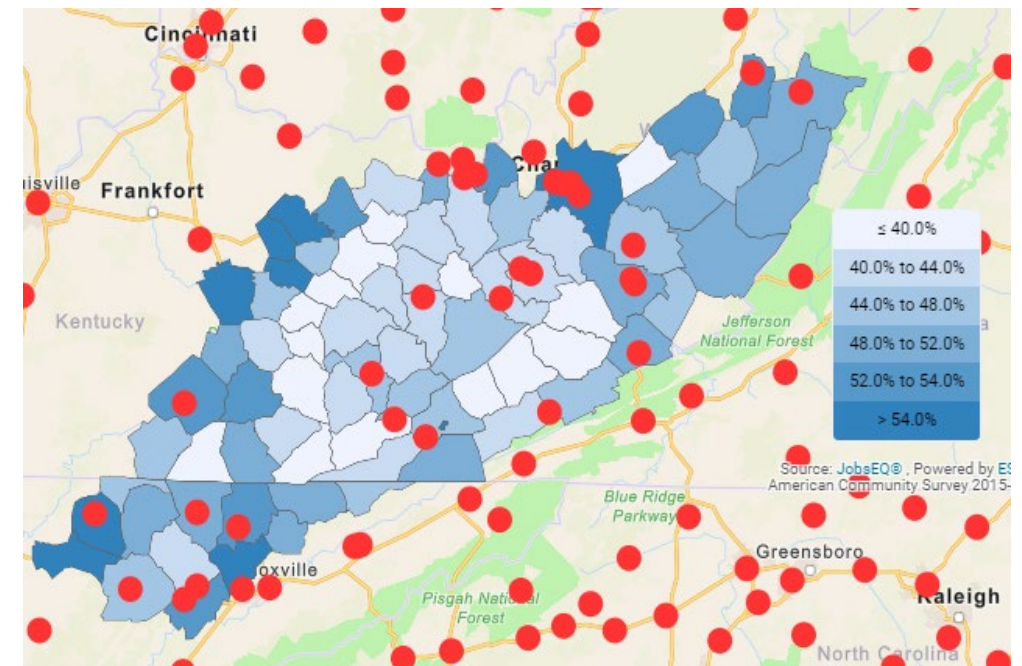 Cincinnati
uisville
Frankfort
Char
Kentucky
≤ 40.0%
40.0% to 44.0%
44.0% to 48.0%
48.0% to 52.0%
52.0% to 54.0%
> 54.0%
a
Jefferson
National Forest
Source: JobsEQ®, Powered by ES
American Community Survey 2015-
Blue Ridge
Parkway
Greensboro
oxville
Pisgah National
Forest
Raleigh
North Carolina